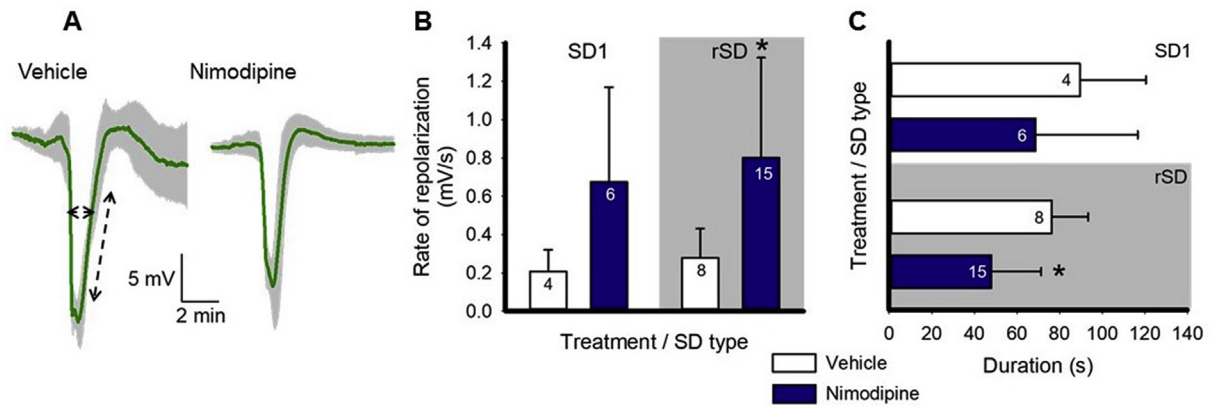 A
Vehicle
Nimodipine
5 mV
2 min
B
Rate of repolarization
(mV/s)
1.4
1.2
1.0
0.8
0.6
0.4
0.2
0.0
SD1
rSD *
4
6
8
15
Treatment / SD type
C
Treatment / SD type
SD1
4
6
rSD
8
15 *
0 20 40 60 80 100 120 140
Duration (s)
Vehicle
Nimodipine